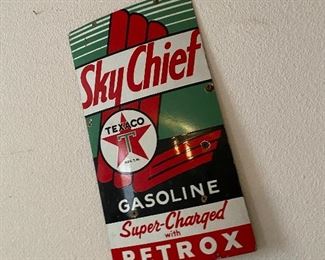 Sky Chief
TEXACO
T
GASOLINE
Super-Charged
with
PETROX